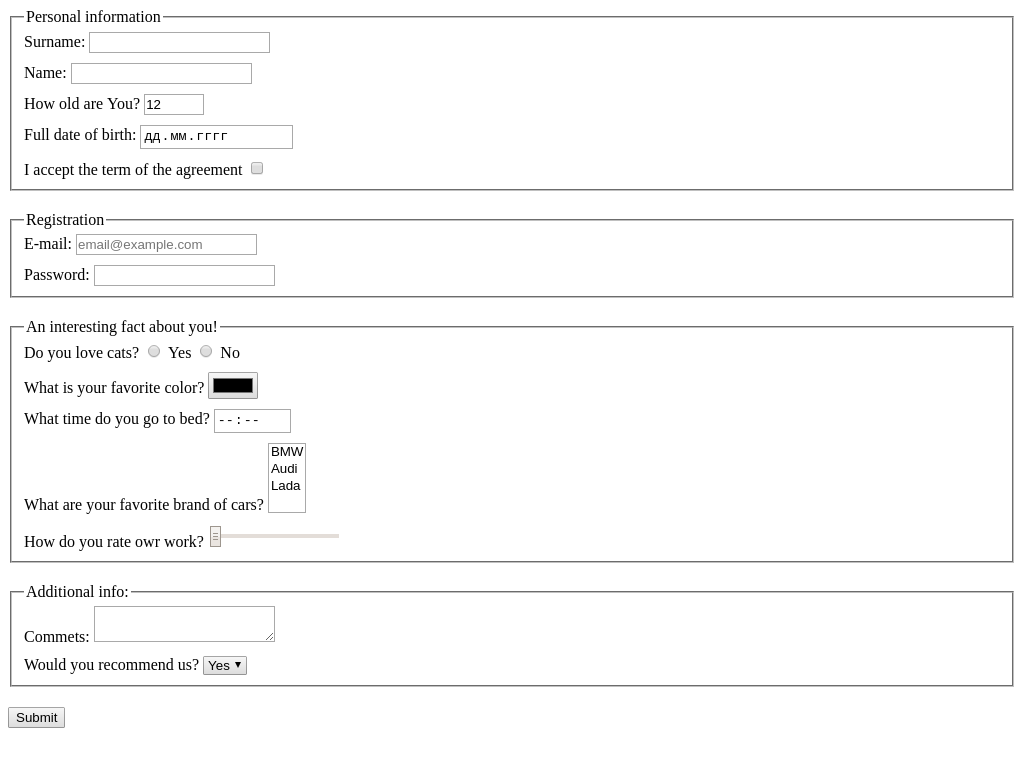 Personal information
Surname:
Name:
How old are You? 12
Full date of birth: дд.мм.гггг
I accept the term of the agreement
Registration
E-mail: email@example.com
Password:
An interesting fact about you!
Do you love cats? Yes No
What is your favorite color?
What time do you go to bed? --:--
BMW
Audi
Lada
What are your favorite brand of cars?
How do you rate owr work?
Additional info:
Commets:
Would you recommend us? Yes
Submit